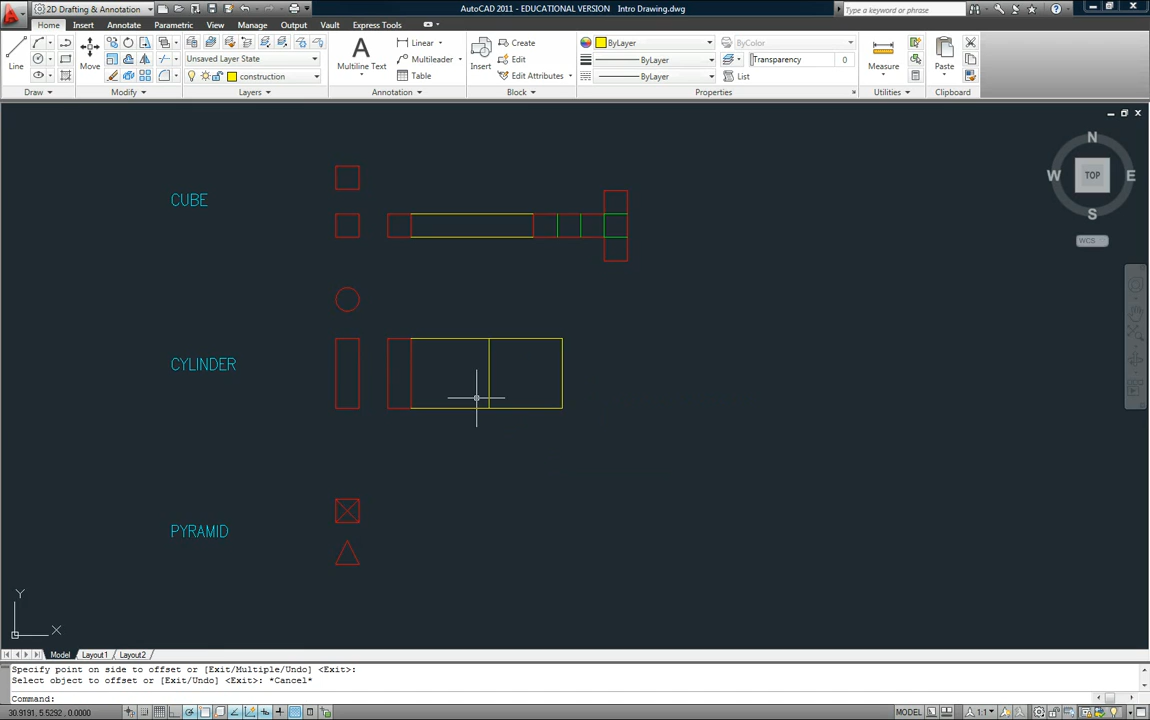 2D Drafting & Annotation
AutoCAD 2011 - EDUCATIONAL VERSION Intro Drawing.dwg
Type a keyword or phrase
Home Insert Annotate Parametric View Manage Output Vault Express Tools
Line
Move
Unsaved Layer State
construction
Multiline Text
Linear
Multileader
Table
Insert
Create
Edit
Edit Attributes
ByLayer
ByLayer
ByLayer
ByColor
Transparency 0
List
Measure
Paste
Draw Modify Layers Annotation Block Properties Utilities Clipboard
N
W TOP E
S
WCS
CUBE
CYLINDER
PYRAMID
Y
X
Model Layout1 Layout2
Specify point on side to offset or [Exit/Multiple/Undo] <Exit>:
Select object to offset or [Exit/Undo] <Exit>: *Cancel*
Command:
30.9191, 5.5292, 0.0000
MODEL
1:1